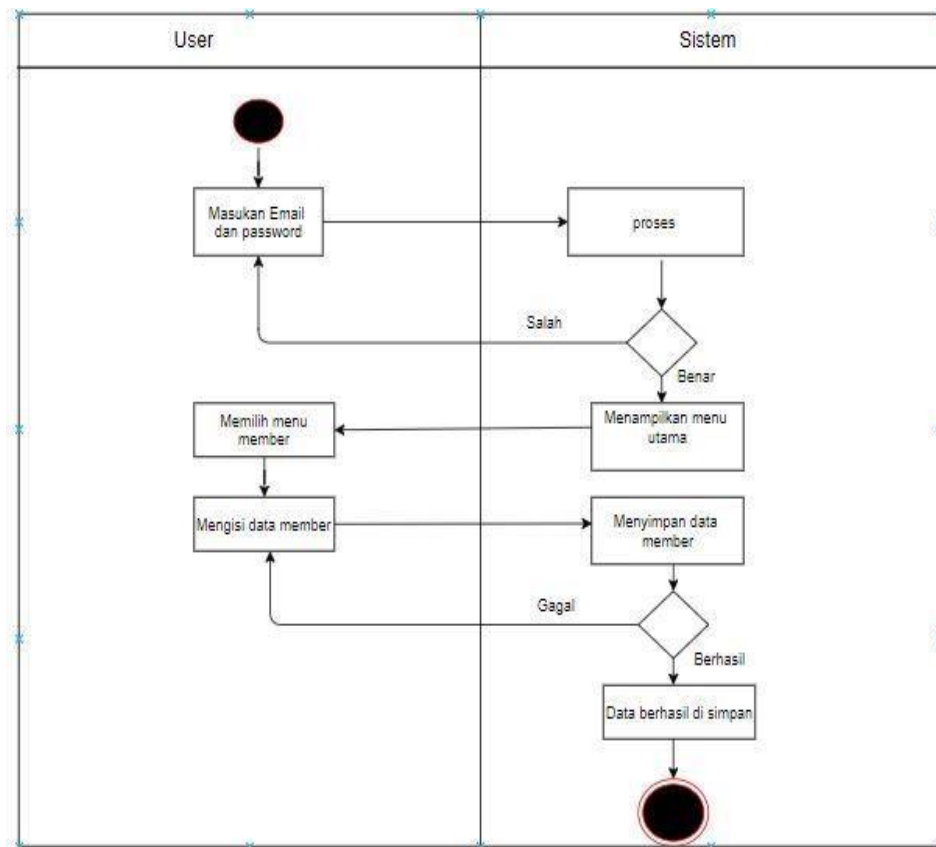 User
Sistem
Masukan Email
dan password
proses
Salah
Benar
Memilih menu
member
Menampilkan menu
utama
Mengisi data member
Menyimpan data
member
Gagal
Berhasil
Data berhasil di simpan